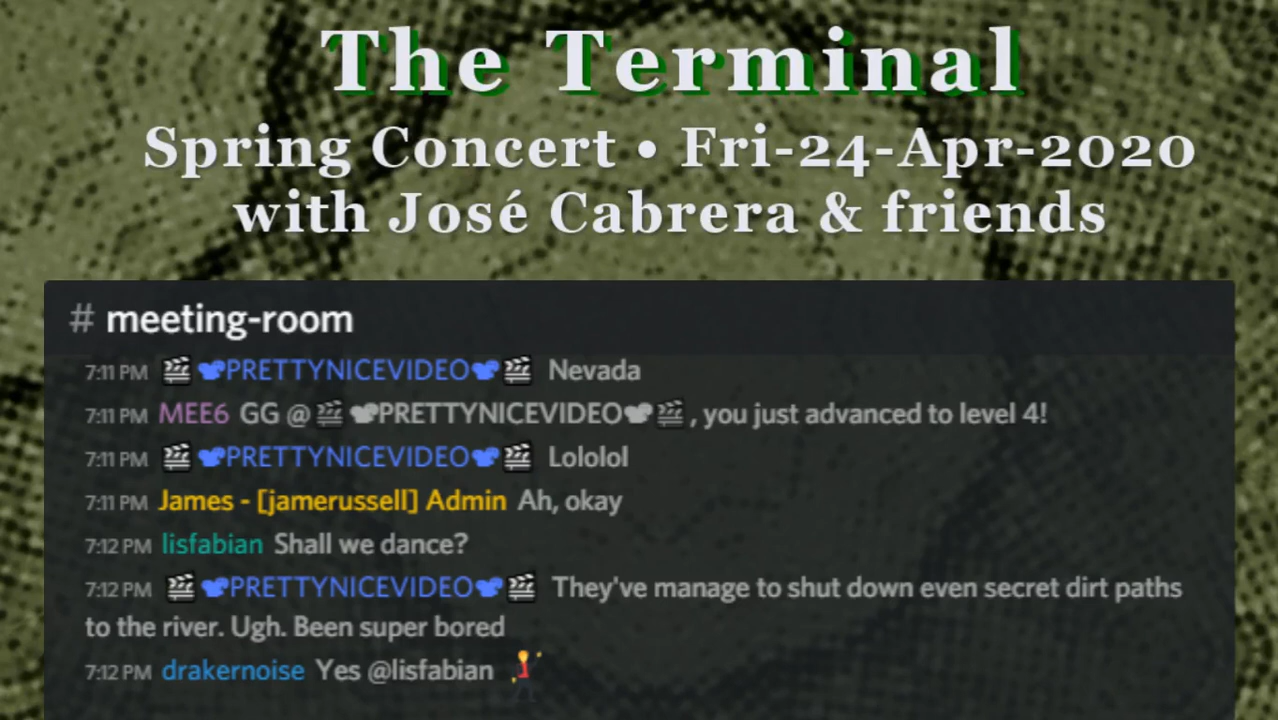 The Terminal
Spring Concert • Fri-24-Apr-2020
with José Cabrera & friends
# meeting-room
7:11 PM 🎬🐦PRETTYNICEVIDEO🐦🎬 Nevada
7:11 PM MEE6 GG @🎬🐦PRETTYNICEVIDEO🐦🎬, you just advanced to level 4!
7:11 PM 🎬🐦PRETTYNICEVIDEO🐦🎬 Lololol
7:11 PM James - [jamerussell] Admin Ah, okay
7:12 PM lisfabian Shall we dance?
7:12 PM 🎬🐦PRETTYNICEVIDEO🐦🎬 They've manage to shut down even secret dirt paths
to the river. Ugh. Been super bored
7:12 PM drakernoise Yes @lisfabian 🕺